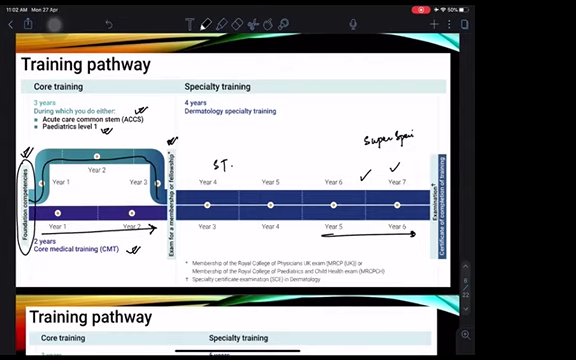 11:02 AM Mon 27 Apr
50%
Training pathway
Core training
Specialty training
3 years
During which you do either:
Acute care common stem (ACCS)
Paediatrics level 1
4 years
Dermatology specialty training
Super Speci
ST.
Foundation competencies
Year 1
Year 2
Year 3
Exam for a membership or fellowship*
Year 4
Year 5
Year 6
Year 7
Examination†
Certificate of completion of training
Year 1
Year 2
Year 3
Year 4
Year 5
Year 6
2 years
Core medical training (CMT)
* Membership of the Royal College of Physicians UK exam (MRCP [UK]) or
Membership of the Royal College of Paediatrics and Child Health exam (MRCPCH)
† Specialty certificate examination (SCE) in Dermatology
6
22
Training pathway
Core training
Specialty training